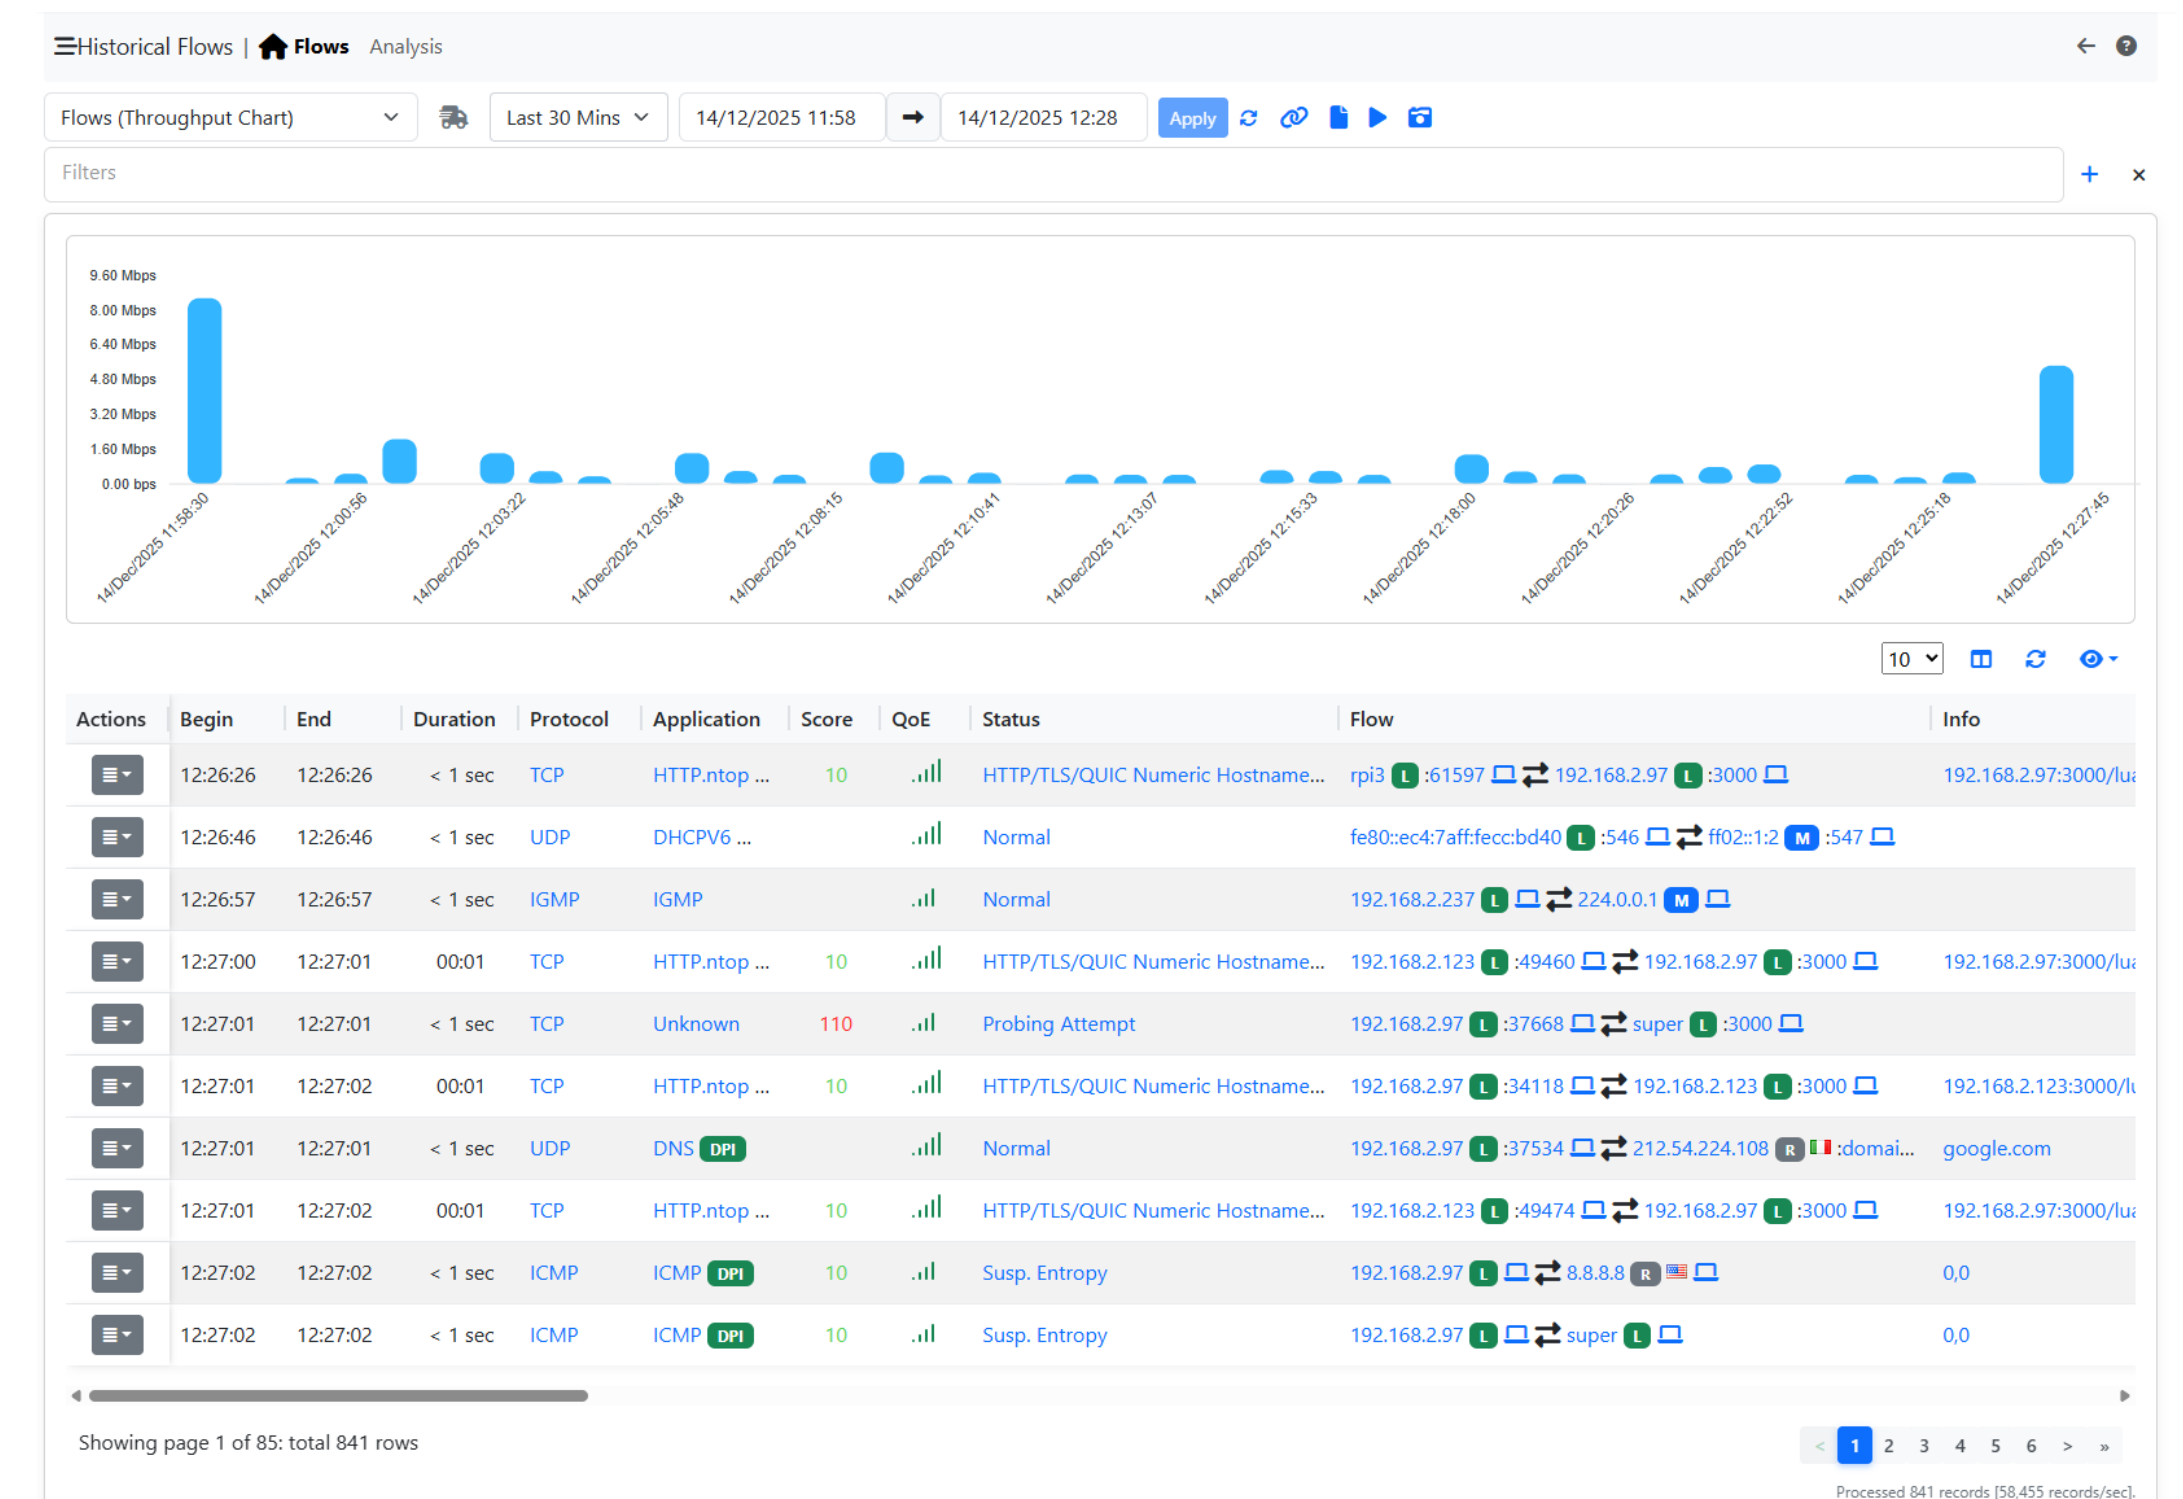 Historical Flows | Flows Analysis
Flows (Throughput Chart) Last 30 Mins 14/12/2025 11:58 14/12/2025 12:28 Apply
Filters
9.60 Mbps
8.00 Mbps
6.40 Mbps
4.80 Mbps
3.20 Mbps
1.60 Mbps
0.00 bps
14/Dec/2025 11:58:30
14/Dec/2025 12:00:56
14/Dec/2025 12:03:22
14/Dec/2025 12:05:48
14/Dec/2025 12:08:15
14/Dec/2025 12:10:41
14/Dec/2025 12:13:07
14/Dec/2025 12:15:33
14/Dec/2025 12:18:00
14/Dec/2025 12:20:26
14/Dec/2025 12:22:52
14/Dec/2025 12:25:18
14/Dec/2025 12:27:45
10
Actions Begin End Duration Protocol Application Score QoE Status Flow Info
12:26:26 12:26:26 < 1 sec TCP HTTP.ntop ... 10 HTTP/TLS/QUIC Numeric Hostname... rpi3 L :61597 192.168.2.97 L :3000 192.168.2.97:3000/lua
12:26:46 12:26:46 < 1 sec UDP DHCPV6 ... Normal fe80::ec4:7aff:fecc:bd40 L :546 ff02::1:2 M :547
12:26:57 12:26:57 < 1 sec IGMP IGMP Normal 192.168.2.237 L 224.0.0.1 M
12:27:00 12:27:01 00:01 TCP HTTP.ntop ... 10 HTTP/TLS/QUIC Numeric Hostname... 192.168.2.123 L :49460 192.168.2.97 L :3000 192.168.2.97:3000/lua
12:27:01 12:27:01 < 1 sec TCP Unknown 110 Probing Attempt 192.168.2.97 L :37668 super L :3000
12:27:01 12:27:02 00:01 TCP HTTP.ntop ... 10 HTTP/TLS/QUIC Numeric Hostname... 192.168.2.97 L :34118 192.168.2.123 L :3000 192.168.2.123:3000/lu
12:27:01 12:27:01 < 1 sec UDP DNS DPI Normal 192.168.2.97 L :37534 212.54.224.108 R :domai... google.com
12:27:01 12:27:02 00:01 TCP HTTP.ntop ... 10 HTTP/TLS/QUIC Numeric Hostname... 192.168.2.123 L :49474 192.168.2.97 L :3000 192.168.2.97:3000/lua
12:27:02 12:27:02 < 1 sec ICMP ICMP DPI 10 Susp. Entropy 192.168.2.97 L 8.8.8.8 R 0,0
12:27:02 12:27:02 < 1 sec ICMP ICMP DPI 10 Susp. Entropy 192.168.2.97 L super L 0,0
Showing page 1 of 85: total 841 rows
< 1 2 3 4 5 6 > »
Processed 841 records [58,455 records/sec].